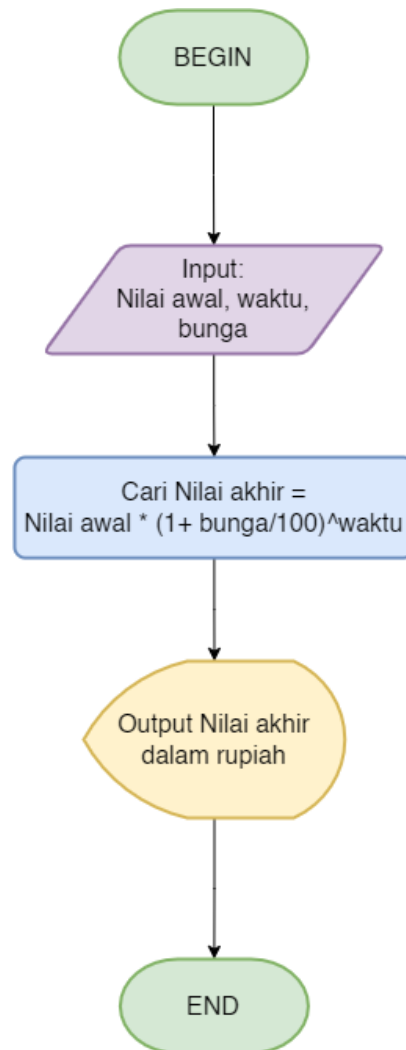 BEGIN
Input:
Nilai awal, waktu,
bunga
Cari Nilai akhir =
Nilai awal * (1+ bunga/100)^waktu
Output Nilai akhir
dalam rupiah
END